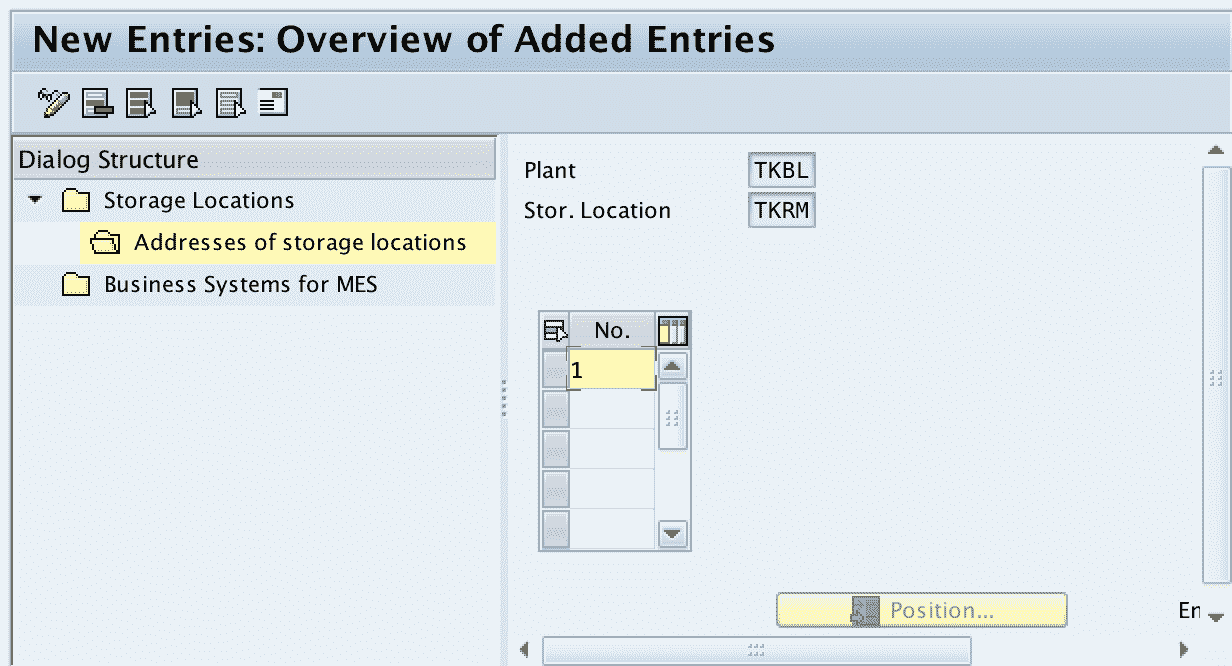 New Entries: Overview of Added Entries
Dialog Structure
Storage Locations
Addresses of storage locations
Business Systems for MES
Plant TKBL
Stor. Location TKRM
No.
1
Position...
En